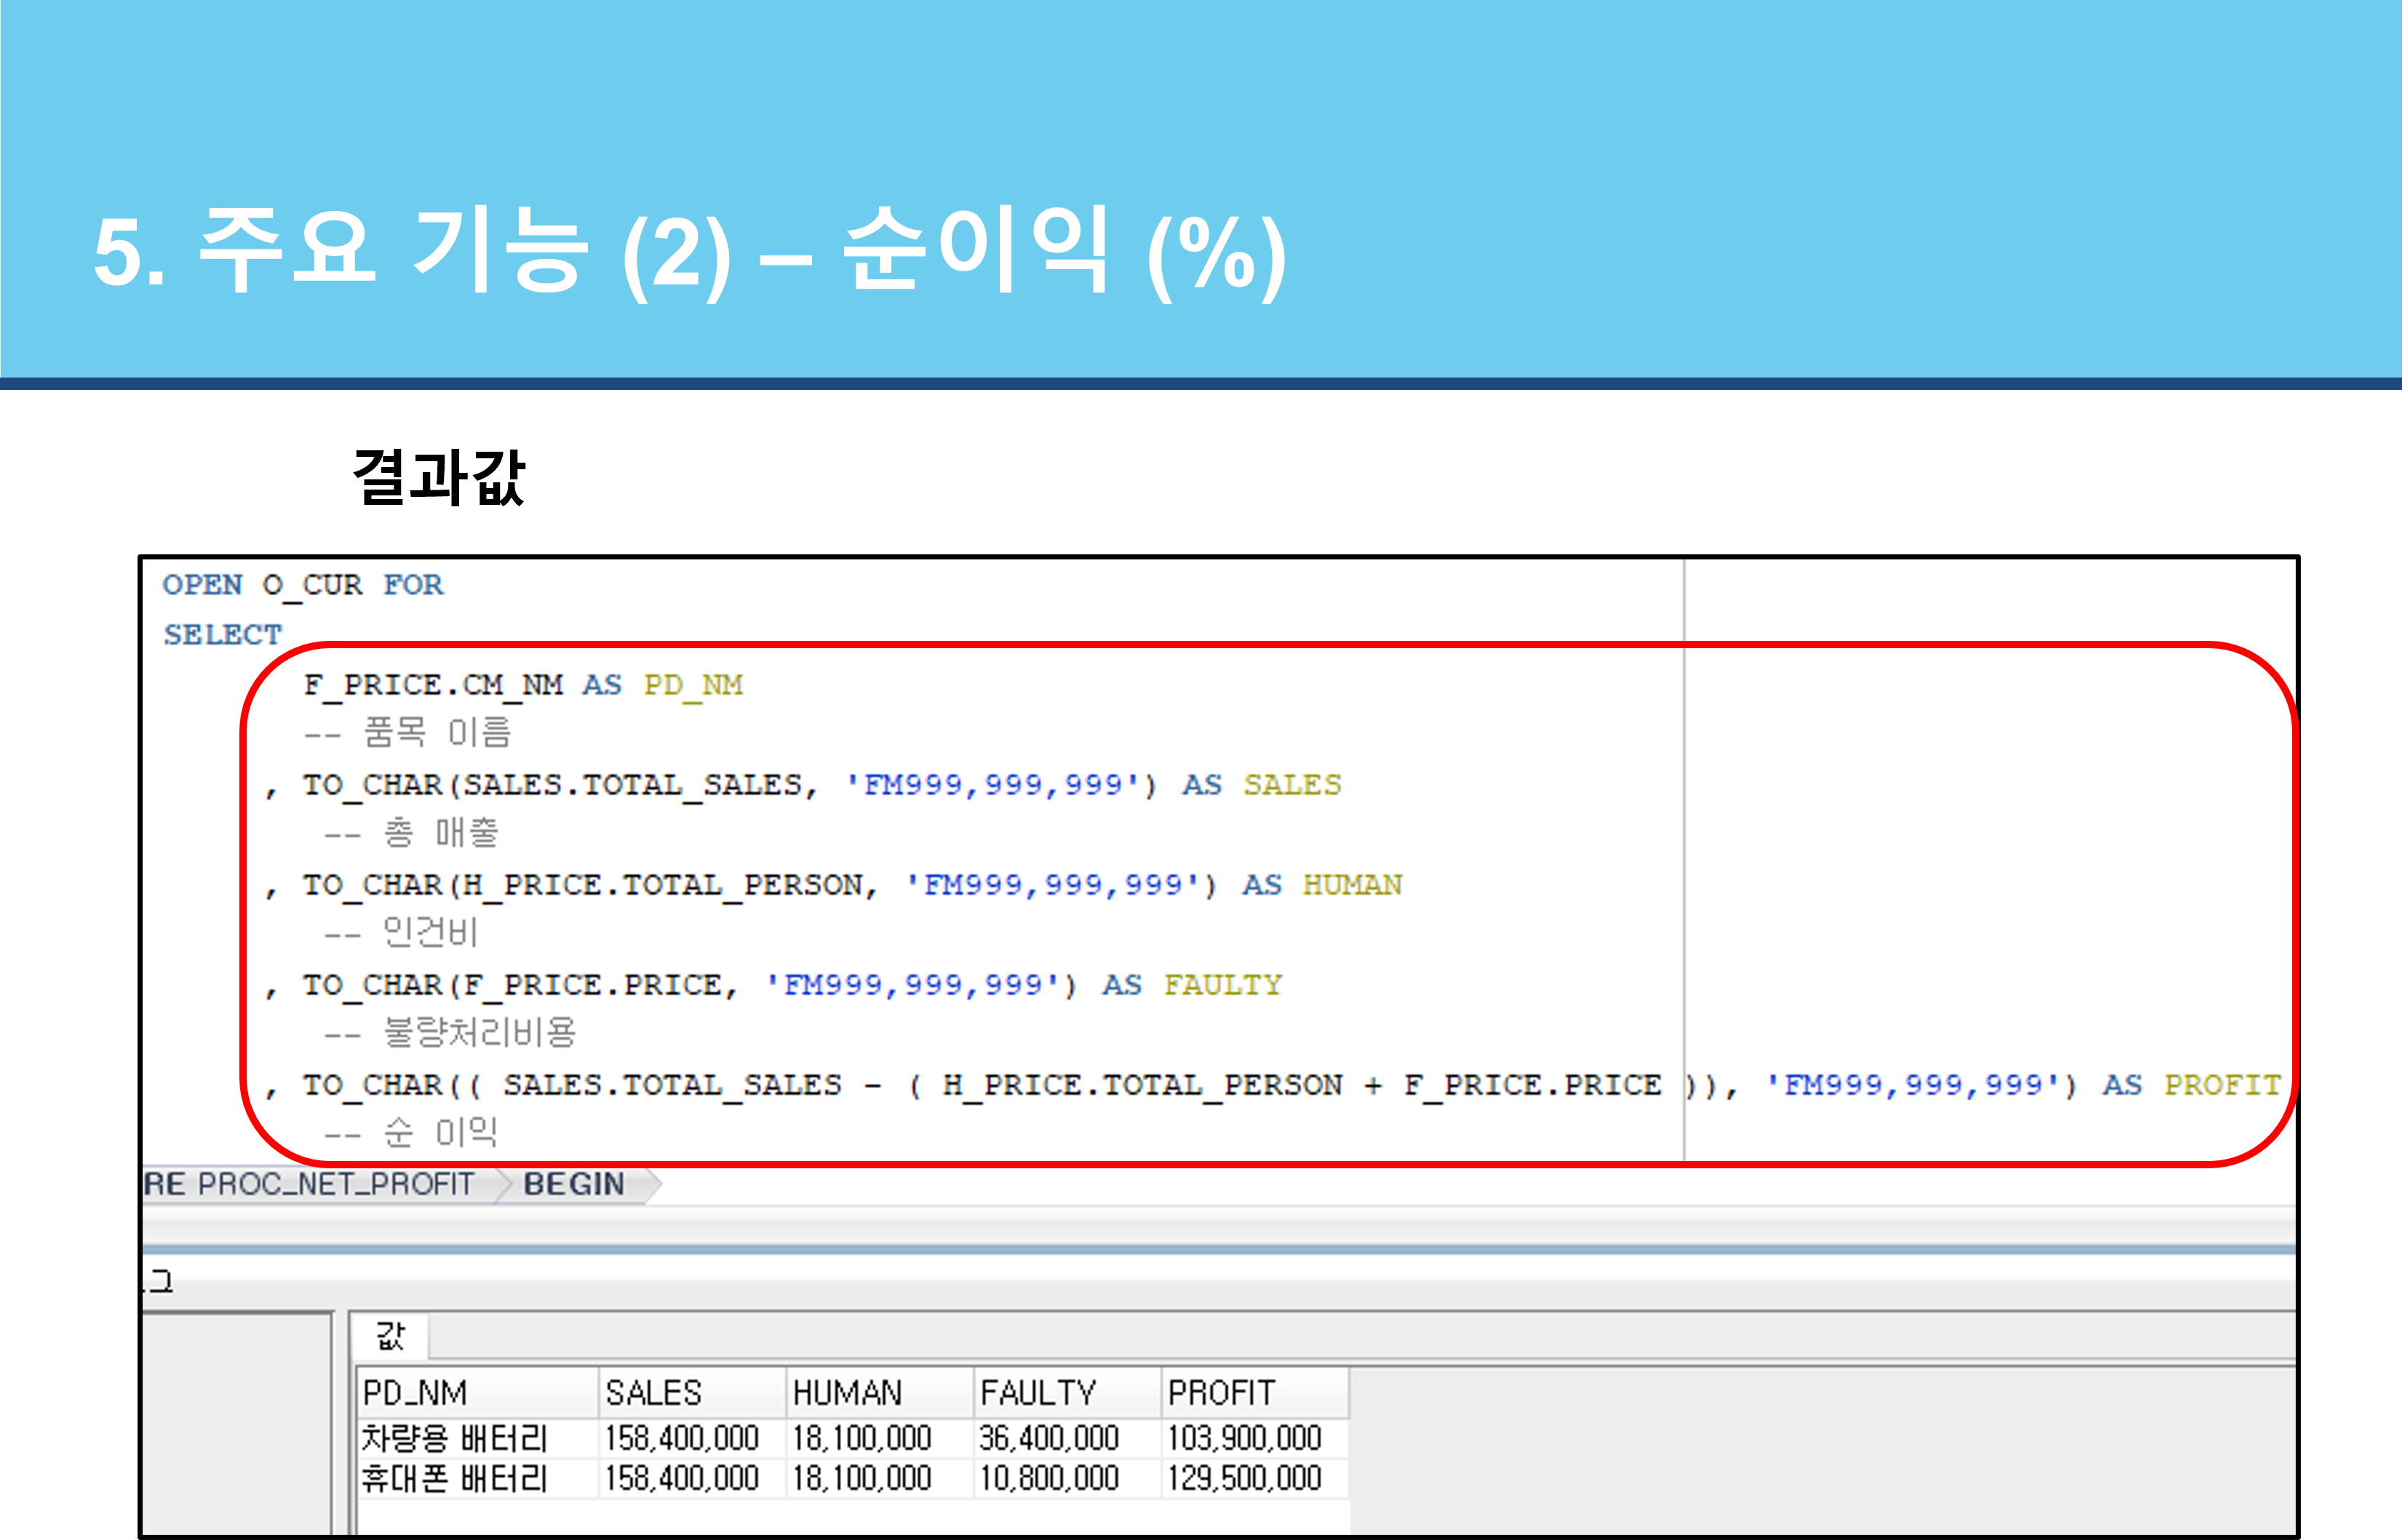 5. 주요 기능 (2) – 순이익 (%)
결과값
OPEN O_CUR FOR
SELECT
F_PRICE.CM_NM AS PD_NM
-- 품목 이름
, TO_CHAR(SALES.TOTAL_SALES, 'FM999,999,999') AS SALES
-- 총 매출
, TO_CHAR(H_PRICE.TOTAL_PERSON, 'FM999,999,999') AS HUMAN
-- 인건비
, TO_CHAR(F_PRICE.PRICE, 'FM999,999,999') AS FAULTY
-- 불량처리비용
, TO_CHAR(( SALES.TOTAL_SALES - ( H_PRICE.TOTAL_PERSON + F_PRICE.PRICE )), 'FM999,999,999') AS PROFIT
-- 순 이익
RE PROC_NET_PROFIT BEGIN
그
값
PD_NM SALES HUMAN FAULTY PROFIT
차량용 배터리 158,400,000 18,100,000 36,400,000 103,900,000
휴대폰 배터리 158,400,000 18,100,000 10,800,000 129,500,000